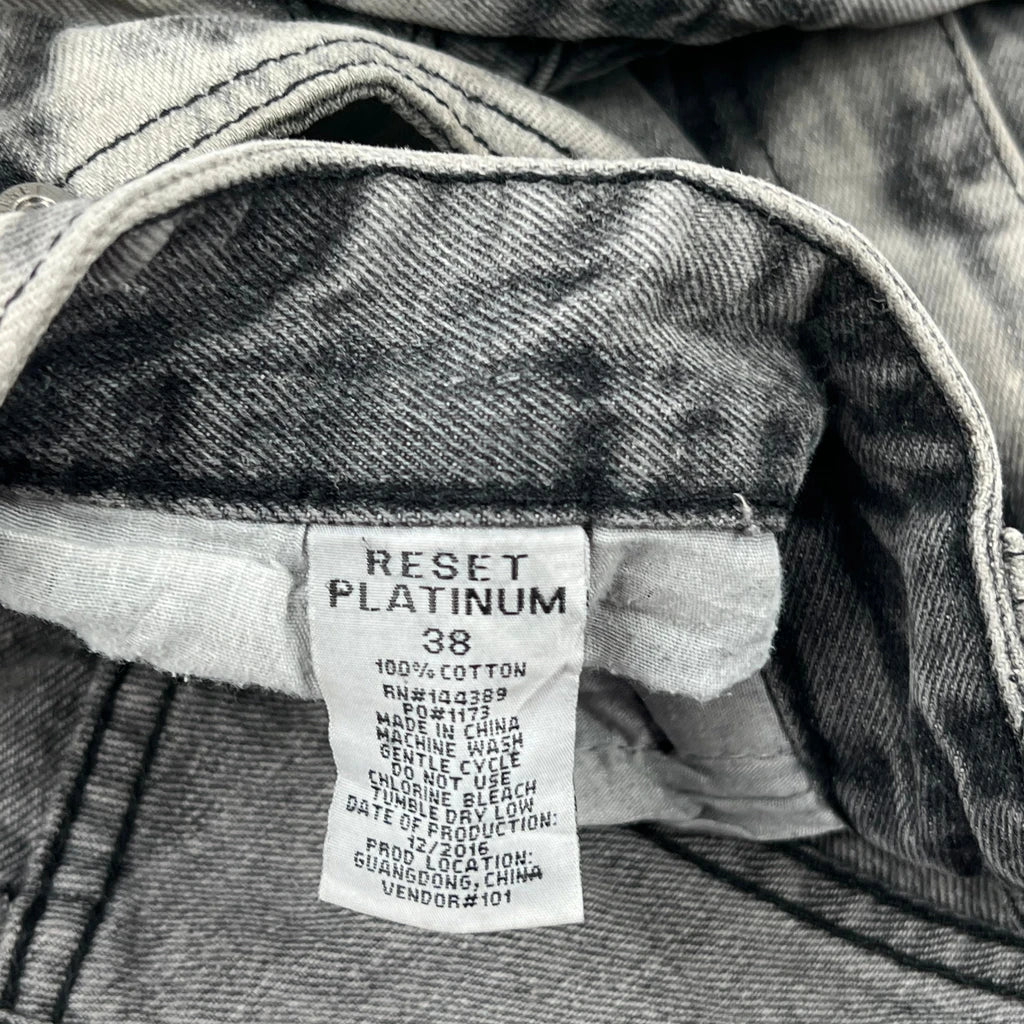 RESET
PLATINUM
38
100% COTTON
RN#144389
PO#1173
MADE IN CHINA
MACHINE WASH
GENTLE CYCLE
DO NOT USE
CHLORINE BLEACH
TUMBLE DRY LOW
DATE OF PRODUCTION:
12/2016
PROD LOCATION:
GUANGDONG, CHINA
VENDOR#101